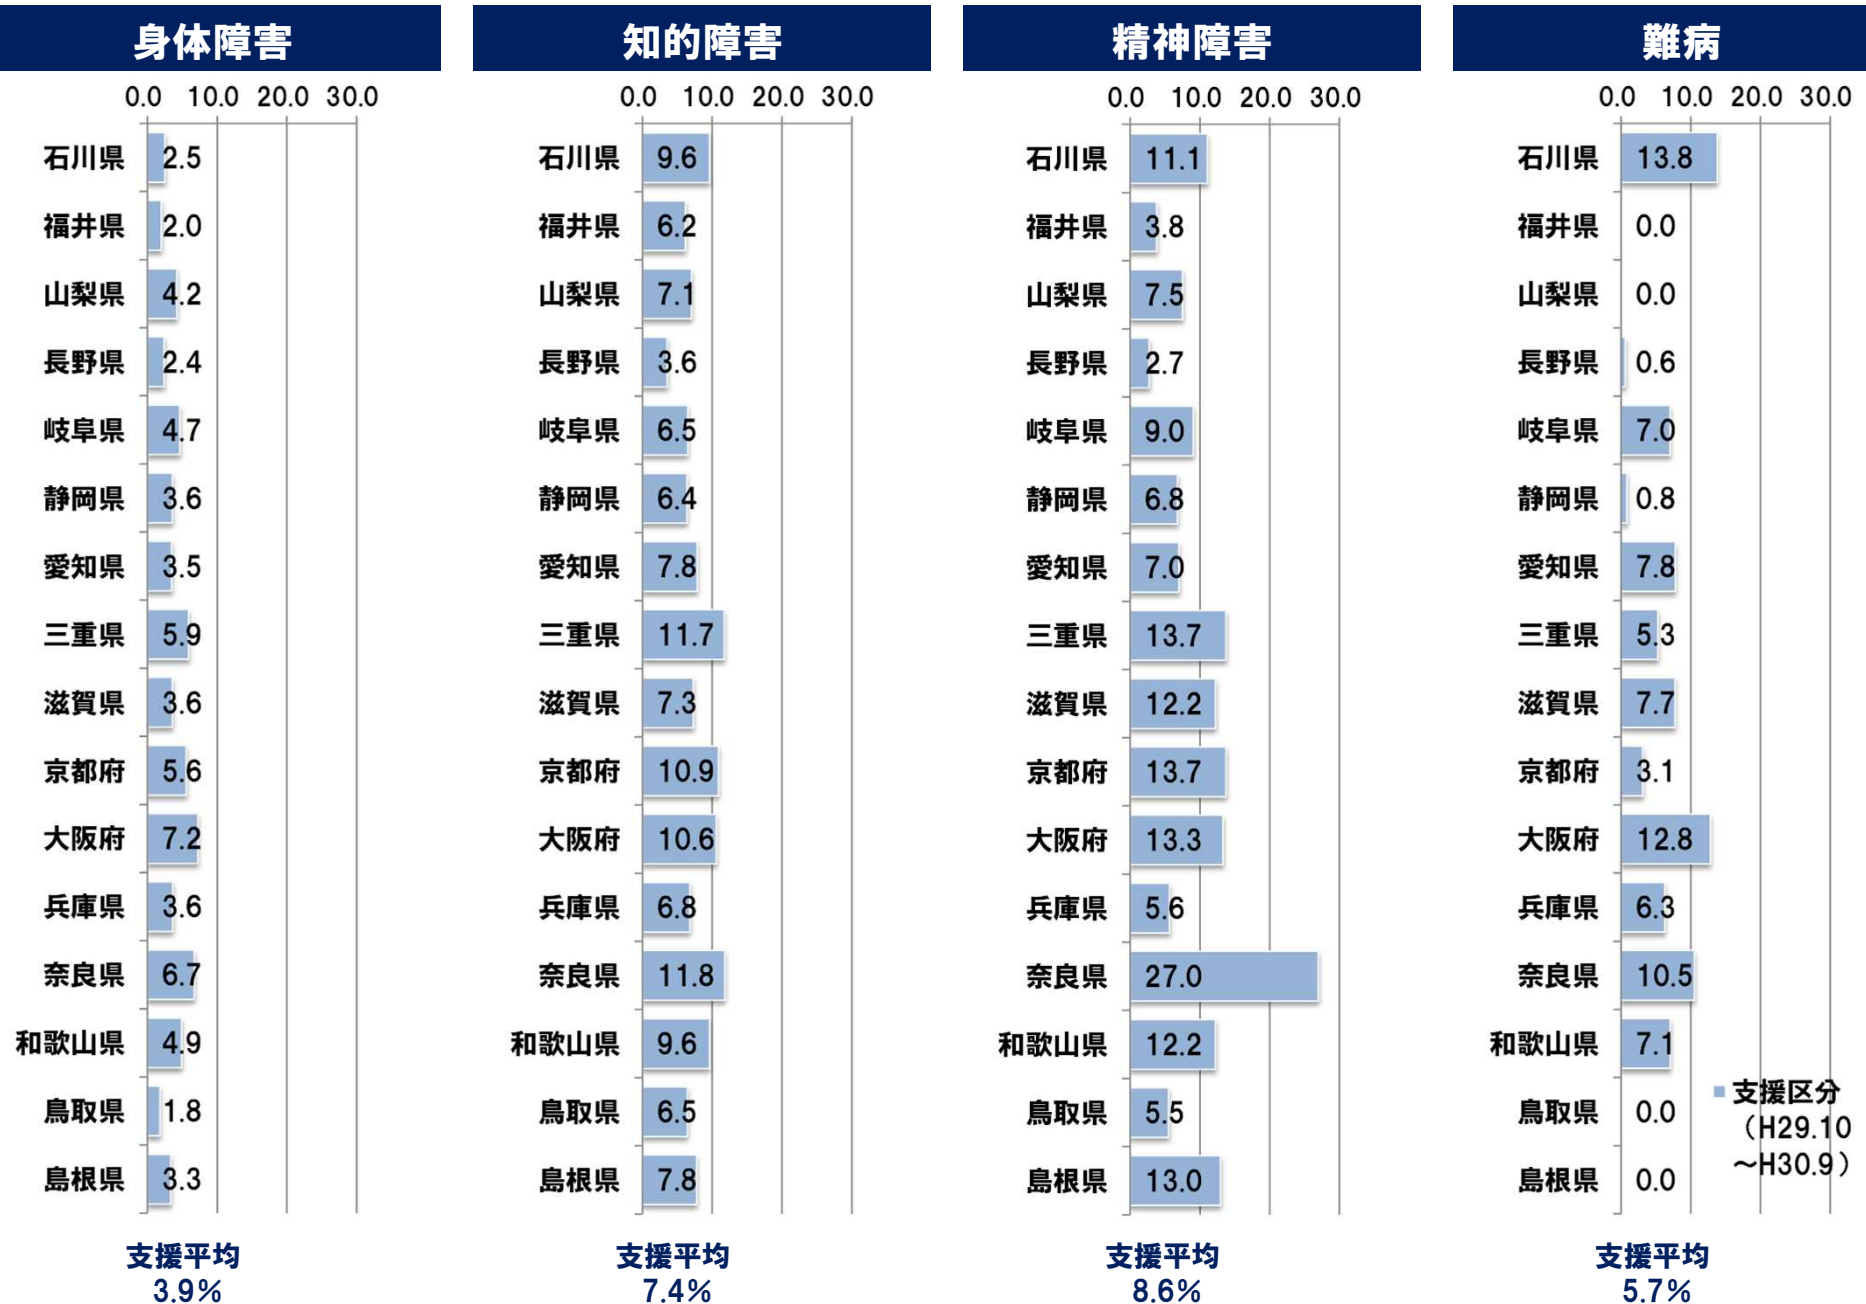 身体障害
0.0 10.0 20.0 30.0
石川県 2.5
福井県 2.0
山梨県 4.2
長野県 2.4
岐阜県 4.7
静岡県 3.6
愛知県 3.5
三重県 5.9
滋賀県 3.6
京都府 5.6
大阪府 7.2
兵庫県 3.6
奈良県 6.7
和歌山県 4.9
鳥取県 1.8
島根県 3.3
支援平均
3.9%
知的障害
0.0 10.0 20.0 30.0
石川県 9.6
福井県 6.2
山梨県 7.1
長野県 3.6
岐阜県 6.5
静岡県 6.4
愛知県 7.8
三重県 11.7
滋賀県 7.3
京都府 10.9
大阪府 10.6
兵庫県 6.8
奈良県 11.8
和歌山県 9.6
鳥取県 6.5
島根県 7.8
支援平均
7.4%
精神障害
0.0 10.0 20.0 30.0
石川県 11.1
福井県 3.8
山梨県 7.5
長野県 2.7
岐阜県 9.0
静岡県 6.8
愛知県 7.0
三重県 13.7
滋賀県 12.2
京都府 13.7
大阪府 13.3
兵庫県 5.6
奈良県 27.0
和歌山県 12.2
鳥取県 5.5
島根県 13.0
支援平均
8.6%
難病
0.0 10.0 20.0 30.0
石川県 13.8
福井県 0.0
山梨県 0.0
長野県 0.6
岐阜県 7.0
静岡県 0.8
愛知県 7.8
三重県 5.3
滋賀県 7.7
京都府 3.1
大阪府 12.8
兵庫県 6.3
奈良県 10.5
和歌山県 7.1
鳥取県 0.0
島根県 0.0
支援区分
（H29.10
～H30.9）
支援平均
5.7%